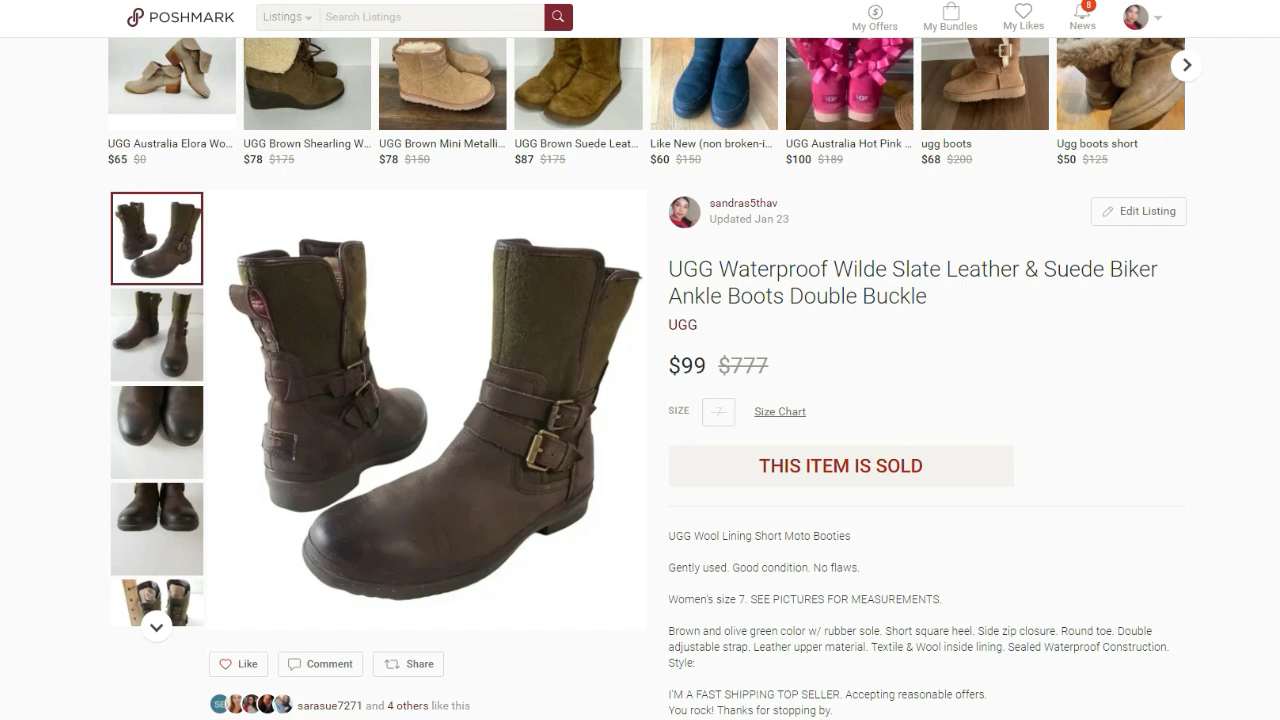 POSHMARK
Listings
Search Listings
My Offers
My Bundles
My Likes
8
News
UGG Australia Elora Wo...
$65 $0
UGG Brown Shearling W...
$78 $175
UGG Brown Mini Metalli...
$78 $150
UGG Brown Suede Leat...
$87 $175
Like New (non broken-i...
$60 $150
UGG Australia Hot Pink ...
$100 $189
ugg boots
$68 $200
Ugg boots short
$50 $125
sandras5thav
Updated Jan 23
Edit Listing
UGG Waterproof Wilde Slate Leather & Suede Biker
Ankle Boots Double Buckle
UGG
$99 $777
SIZE 7 Size Chart
THIS ITEM IS SOLD
UGG Wool Lining Short Moto Booties
Gently used. Good condition. No flaws.
Women's size 7. SEE PICTURES FOR MEASUREMENTS.
Brown and olive green color w/ rubber sole. Short square heel. Side zip closure. Round toe. Double
adjustable strap. Leather upper material. Textile & Wool inside lining. Sealed Waterproof Construction.
Style:
I'M A FAST SHIPPING TOP SELLER. Accepting reasonable offers.
You rock! Thanks for stopping by.
Like
Comment
Share
sarasue7271 and 4 others like this